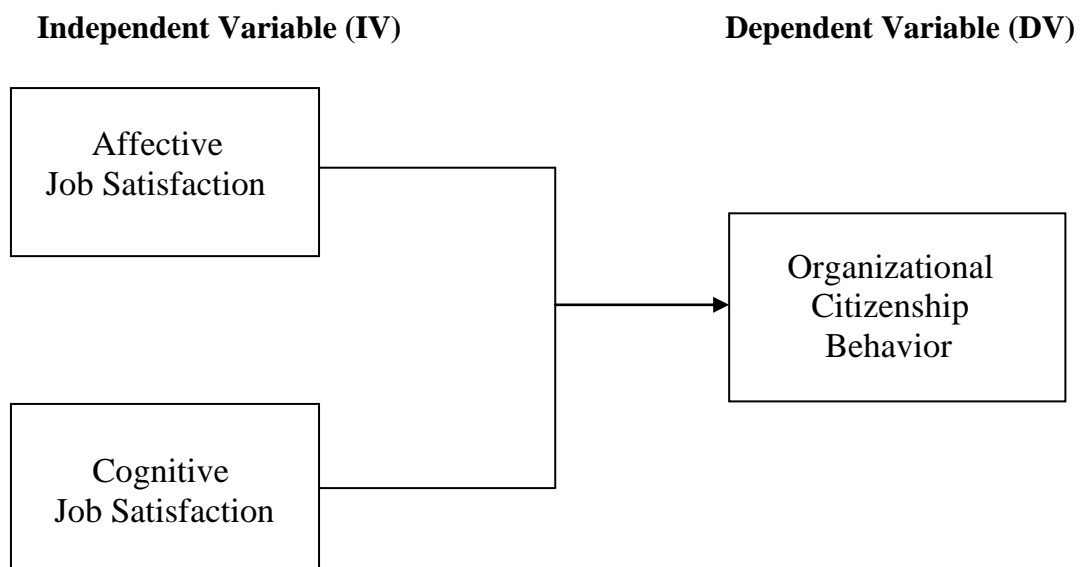 Independent Variable (IV)
Dependent Variable (DV)
Affective
Job Satisfaction
Organizational
Citizenship
Behavior
Cognitive
Job Satisfaction